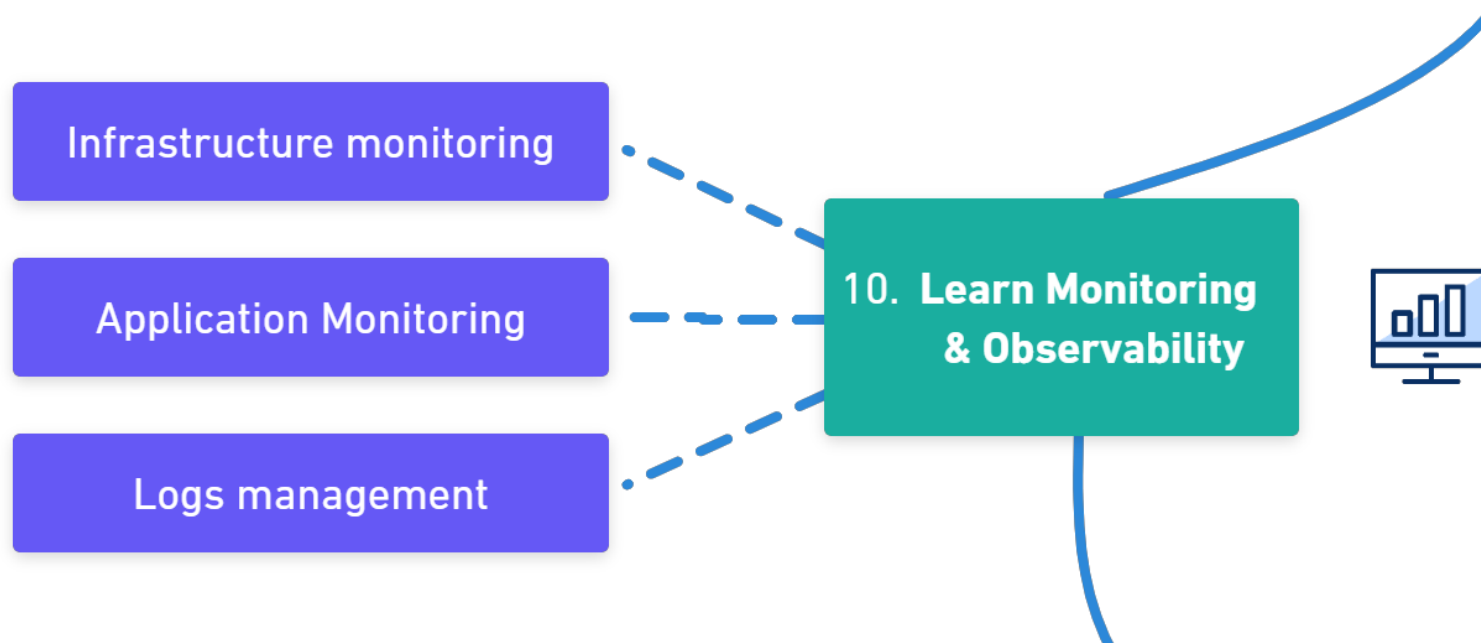 Infrastructure monitoring
Application Monitoring
Logs management
10. Learn Monitoring
& Observability